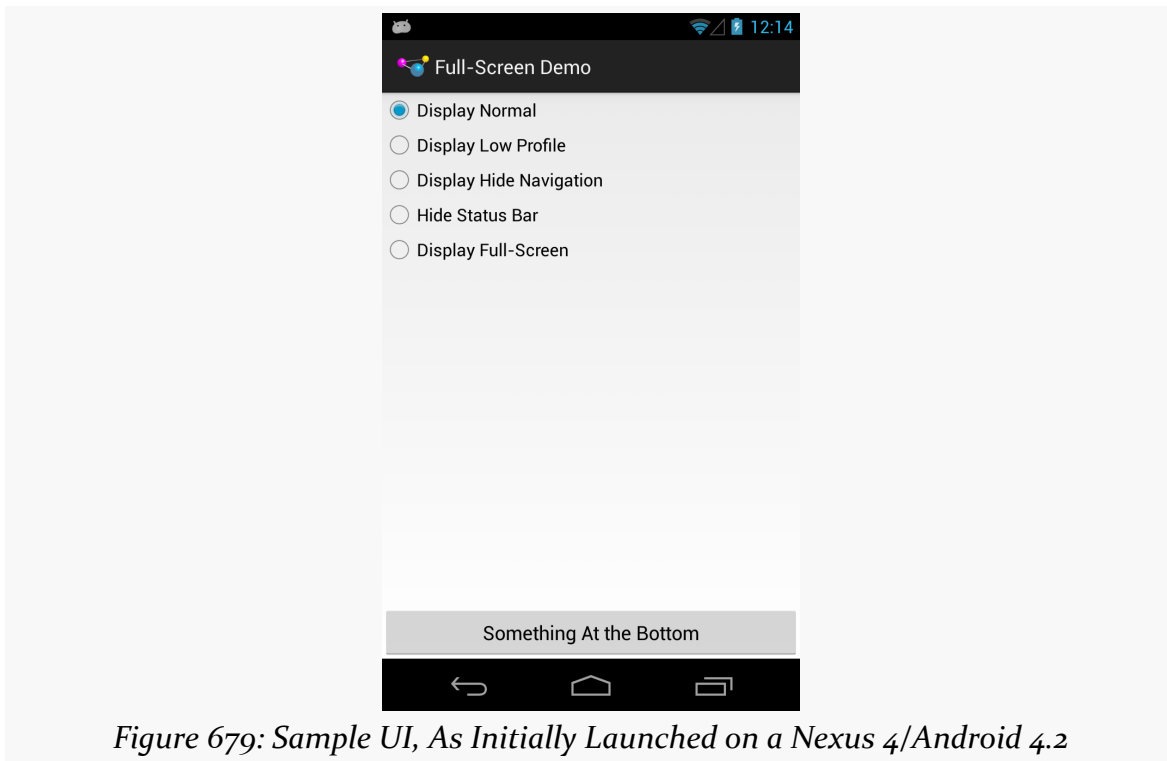 12:14
Full-Screen Demo
Display Normal
Display Low Profile
Display Hide Navigation
Hide Status Bar
Display Full-Screen
Something At the Bottom
Figure 679: Sample UI, As Initially Launched on a Nexus 4/Android 4.2